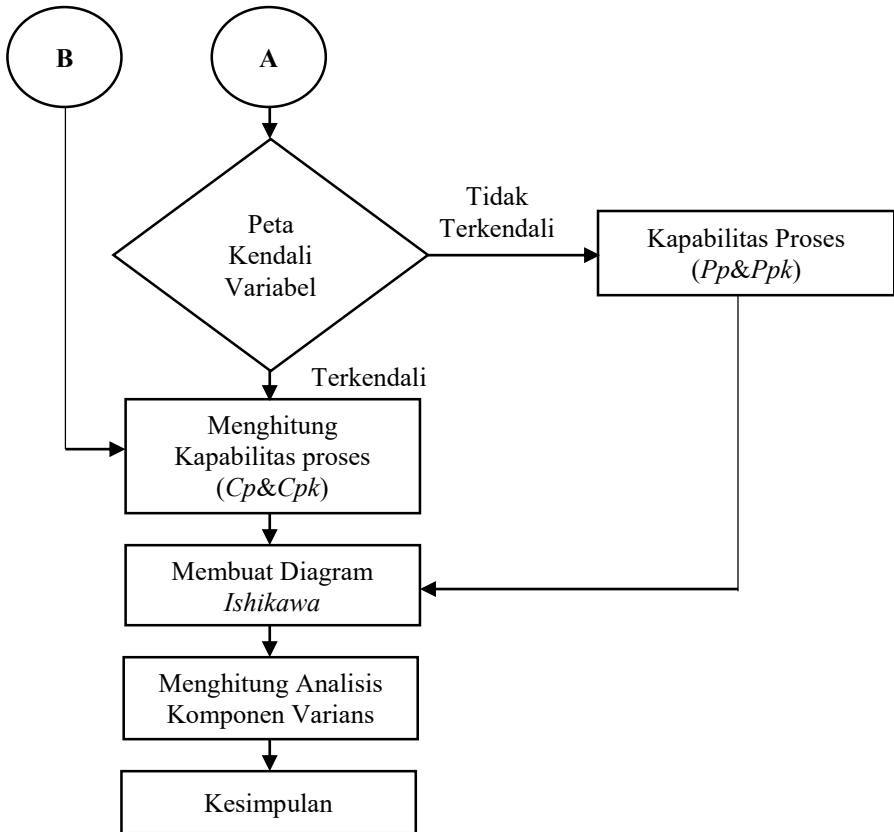 B
A
Peta
Kendali
Variabel
Tidak
Terkendali
Kapabilitas Proses
(Pp&Ppk)
Terkendali
Menghitung
Kapabilitas proses
(Cp&Cpk)
Membuat Diagram
Ishikawa
Menghitung Analisis
Komponen Varians
Kesimpulan